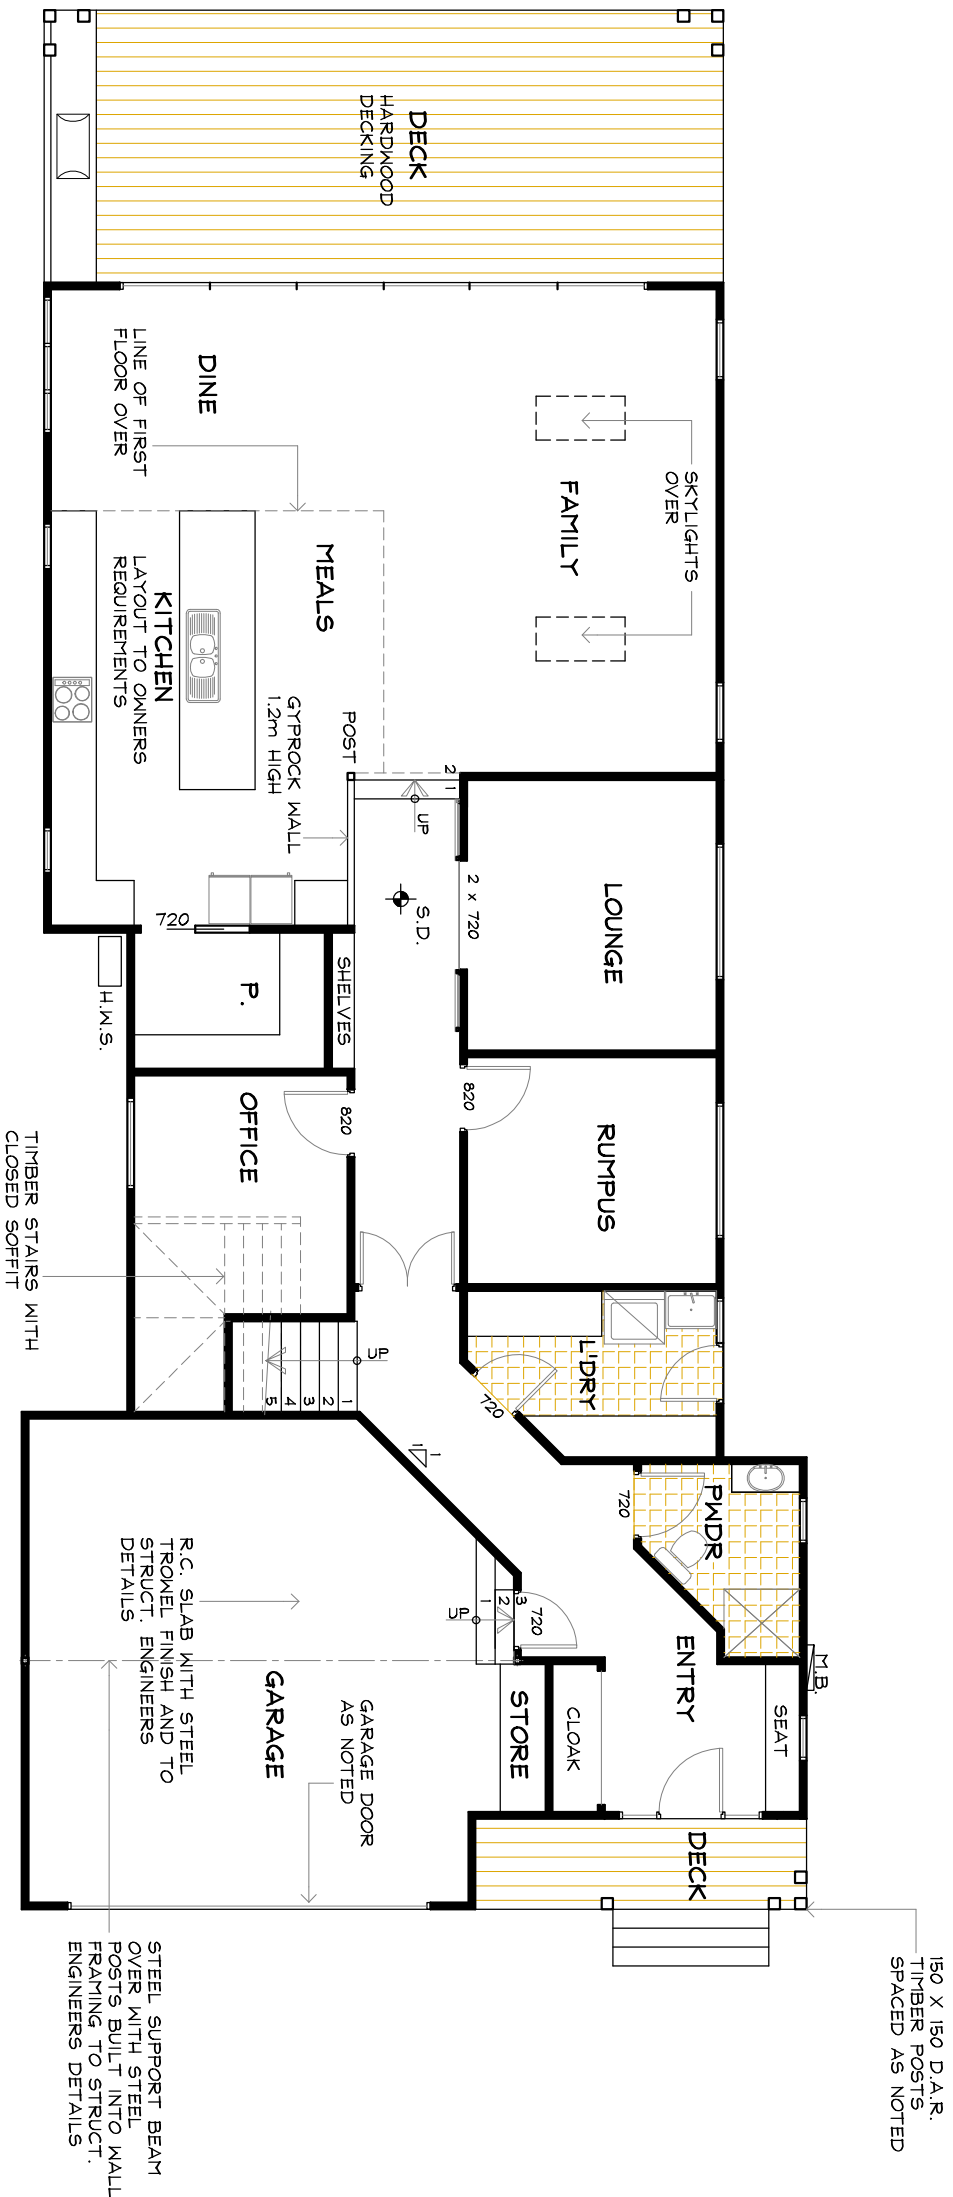 DECK
HARDWOOD
DECKING
DINE
LINE OF FIRST
FLOOR OVER
SKYLIGHTS
OVER
FAMILY
MEALS
KITCHEN
LAYOUT TO OWNERS
REQUIREMENTS
GYPROCK WALL
1.2m HIGH
POST
2
1
UP
S.D.
2 x 720
LOUNGE
720
P.
SHELVES
H.W.S.
OFFICE
820
820
RUMPUS
TIMBER STAIRS WITH
CLOSED SOFFIT
UP
1
2
3
4
5
L'DRY
720
1
PWDR
720
UP
1
2
3
720
ENTRY
M.B.
SEAT
CLOAK
STORE
R.C. SLAB WITH STEEL
TROWEL FINISH AND TO
STRUCT. ENGINEERS
DETAILS
GARAGE
GARAGE DOOR
AS NOTED
DECK
150 X 150 D.A.R.
TIMBER POSTS
SPACED AS NOTED
STEEL SUPPORT BEAM
OVER WITH STEEL
POSTS BUILT INTO WALL
FRAMING TO STRUCT.
ENGINEERS DETAILS